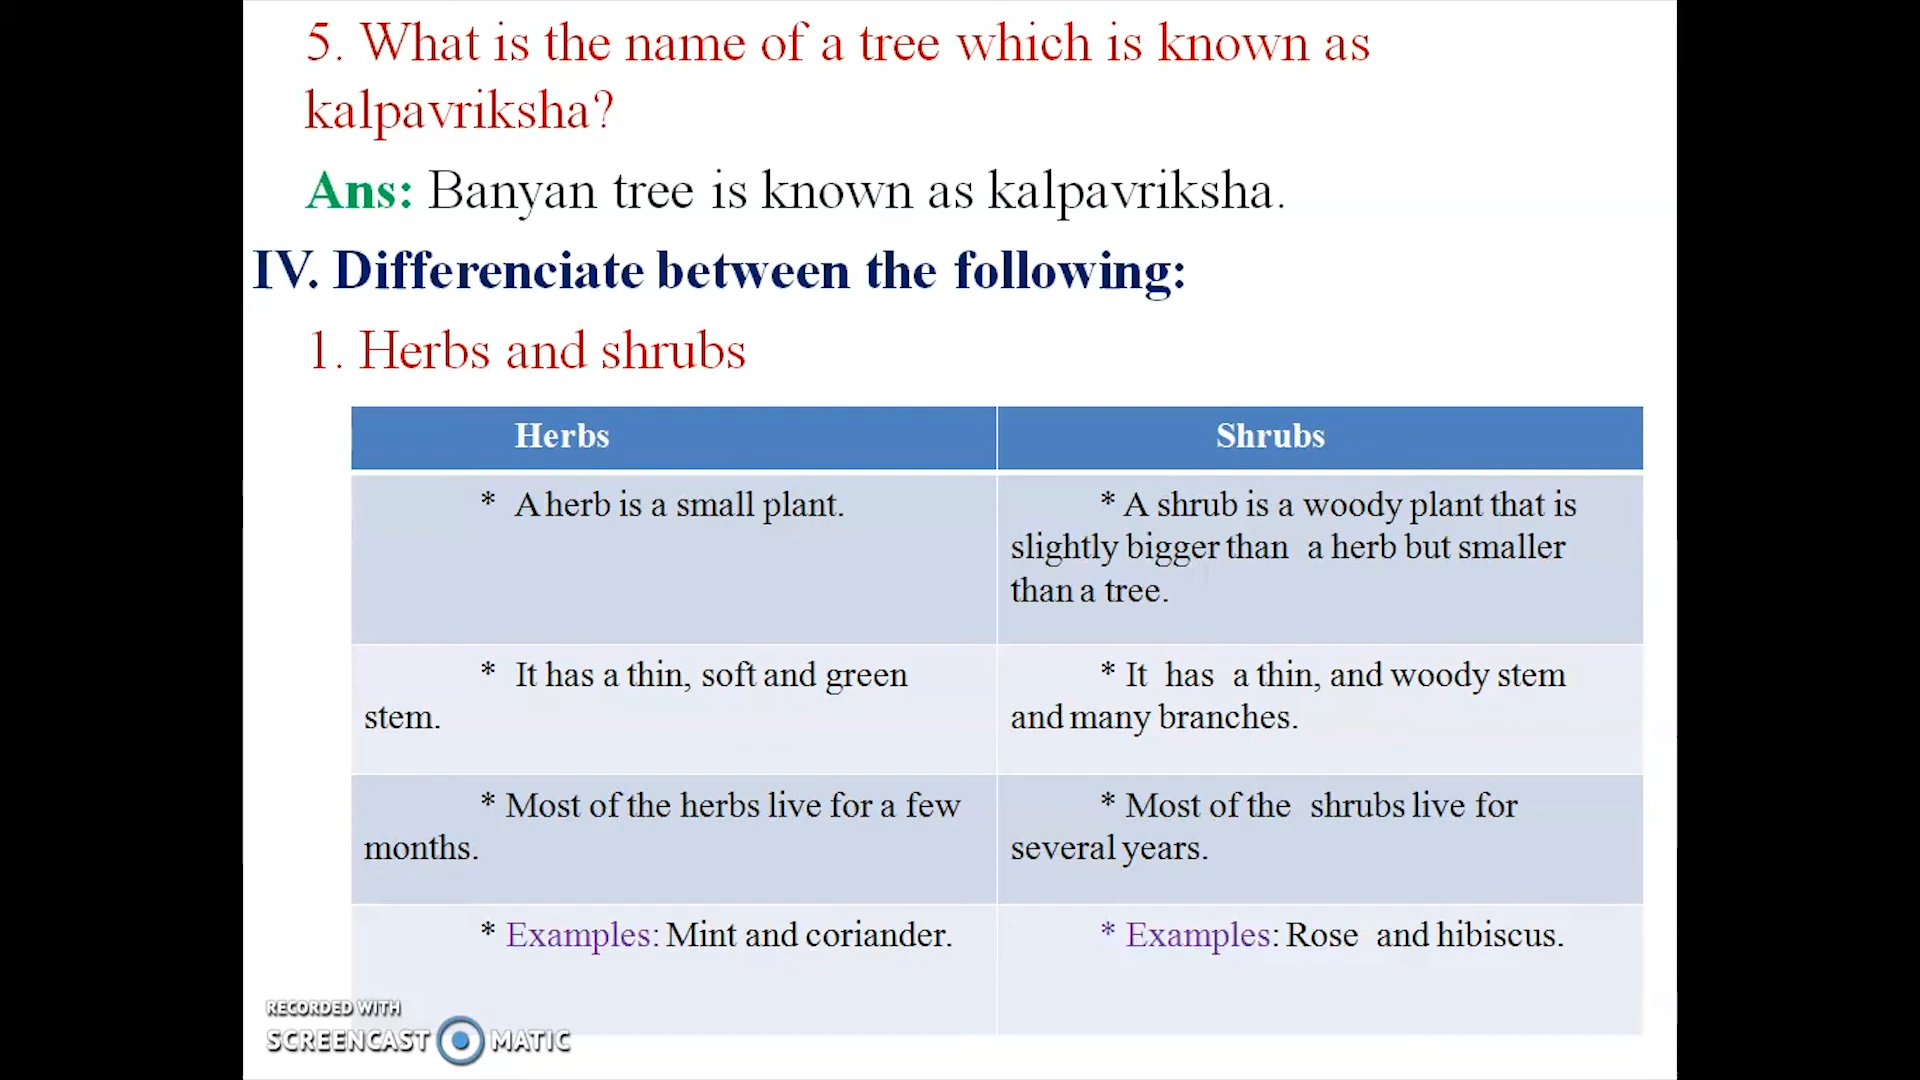 5. What is the name of a tree which is known as
kalpavriksha?
Ans: Banyan tree is known as kalpavriksha.
IV. Differenciate between the following:
1. Herbs and shrubs
Herbs
Shrubs
* A herb is a small plant.
* A shrub is a woody plant that is
slightly bigger than a herb but smaller
than a tree.
* It has a thin, soft and green
stem.
* It has a thin, and woody stem
and many branches.
* Most of the herbs live for a few
months.
* Most of the shrubs live for
several years.
* Examples: Mint and coriander.
* Examples: Rose and hibiscus.
RECORDED WITH
SCREENCAST MATIC